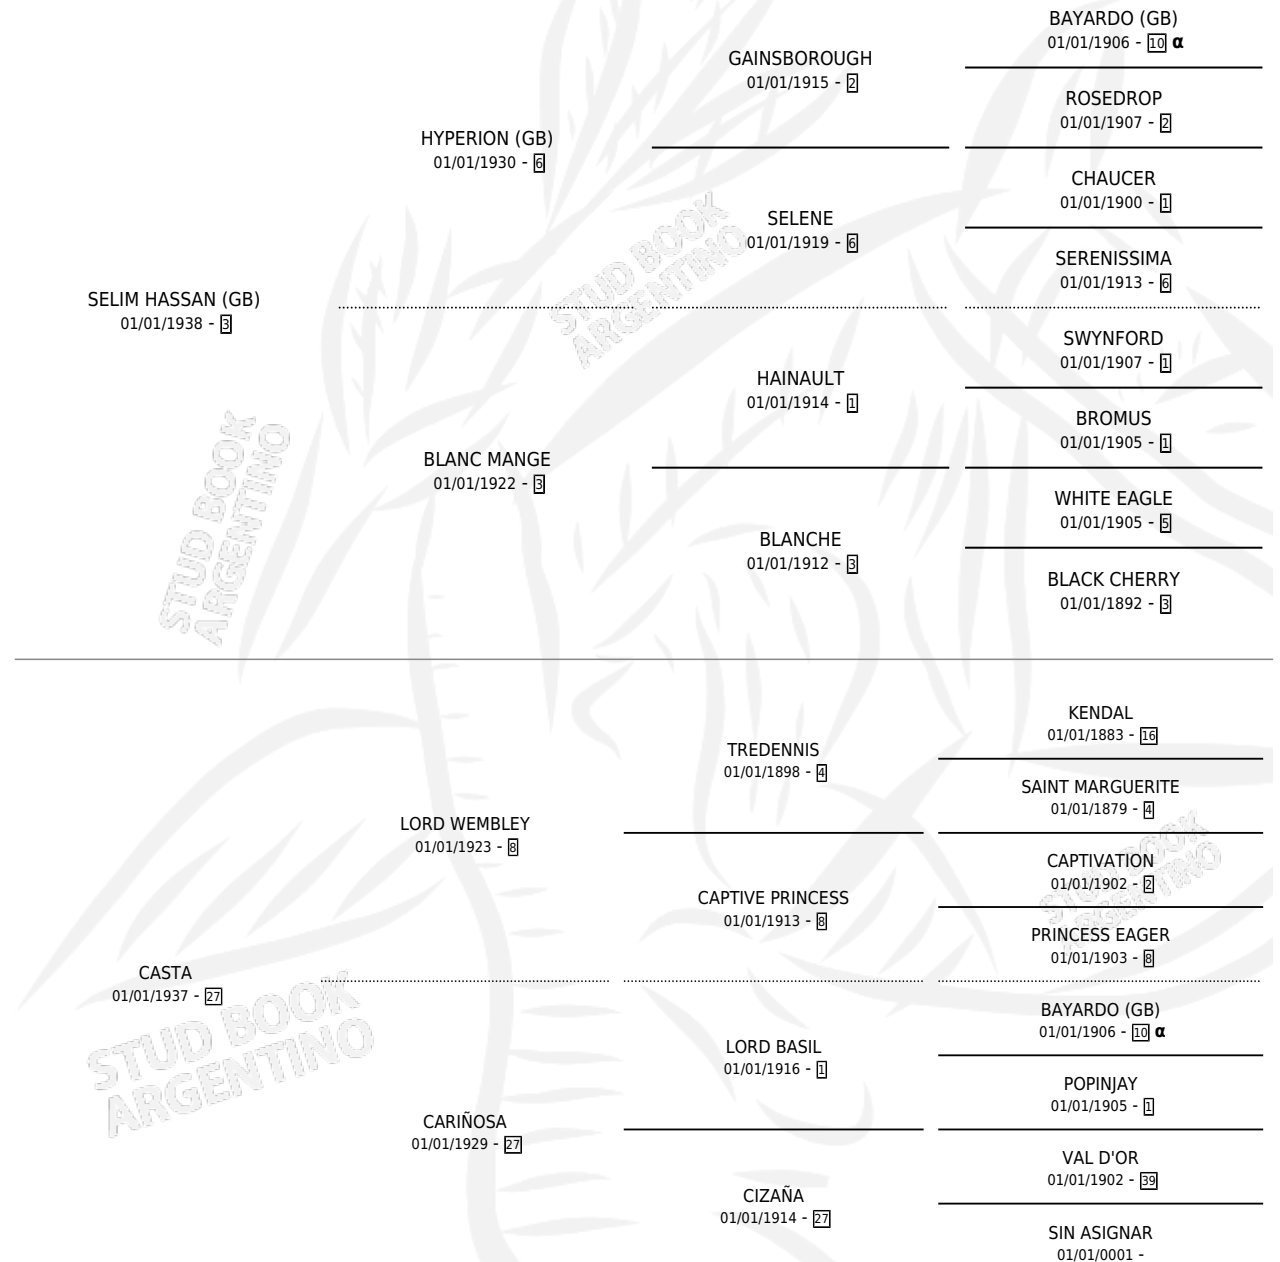 BAYARDO (GB)
01/01/1906 - 10 α
GAINSBOROUGH
01/01/1915 - 2
ROSEDROP
01/01/1907 - 2
HYPERION (GB)
01/01/1930 - 6
CHAUCER
01/01/1900 - 1
SELENE
01/01/1919 - 6
SERENISSIMA
01/01/1913 - 6
STUD BOOK
ARGENTINO
SELIM HASSAN (GB)
01/01/1938 - 3
SWYNFORD
01/01/1907 - 1
HAINAULT
01/01/1914 - 1
BROMUS
01/01/1905 - 1
BLANC MANGE
01/01/1922 - 3
WHITE EAGLE
01/01/1905 - 5
BLANCHE
01/01/1912 - 3
BLACK CHERRY
01/01/1892 - 3
STUD BOOK
ARGENTINO
KENDAL
01/01/1883 - 16
TREDENNIS
01/01/1898 - 4
SAINT MARGUERITE
01/01/1879 - 4
LORD WEMBLEY
01/01/1923 - 8
CAPTIVATION
01/01/1902 - 2
CAPTIVE PRINCESS
01/01/1913 - 8
PRINCESS EAGER
01/01/1903 - 8
STUD BOOK
ARGENTINO
CASTA
01/01/1937 - 27
BAYARDO (GB)
01/01/1906 - 10 α
LORD BASIL
01/01/1916 - 1
POPINJAY
01/01/1905 - 1
CARIÑOSA
01/01/1929 - 27
VAL D'OR
01/01/1902 - 39
CIZAÑA
01/01/1914 - 27
SIN ASIGNAR
01/01/0001 -
STUD BOOK
ARGENTINO